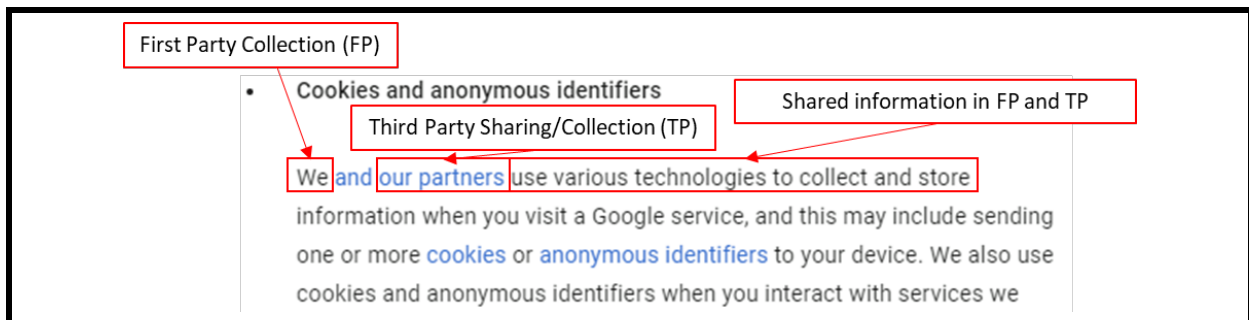 First Party Collection (FP)
• Cookies and anonymous identifiers
Shared information in FP and TP
Third Party Sharing/Collection (TP)
We and our partners use various technologies to collect and store
information when you visit a Google service, and this may include sending
one or more cookies or anonymous identifiers to your device. We also use
cookies and anonymous identifiers when you interact with services we